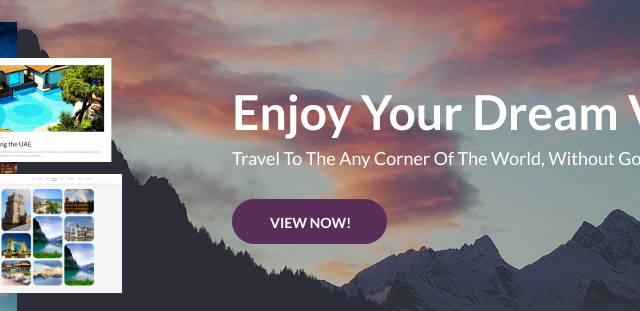 Enjoy Your Dream
Travel To The Any Corner Of The World, Without Go
VIEW NOW!
ng the UAE